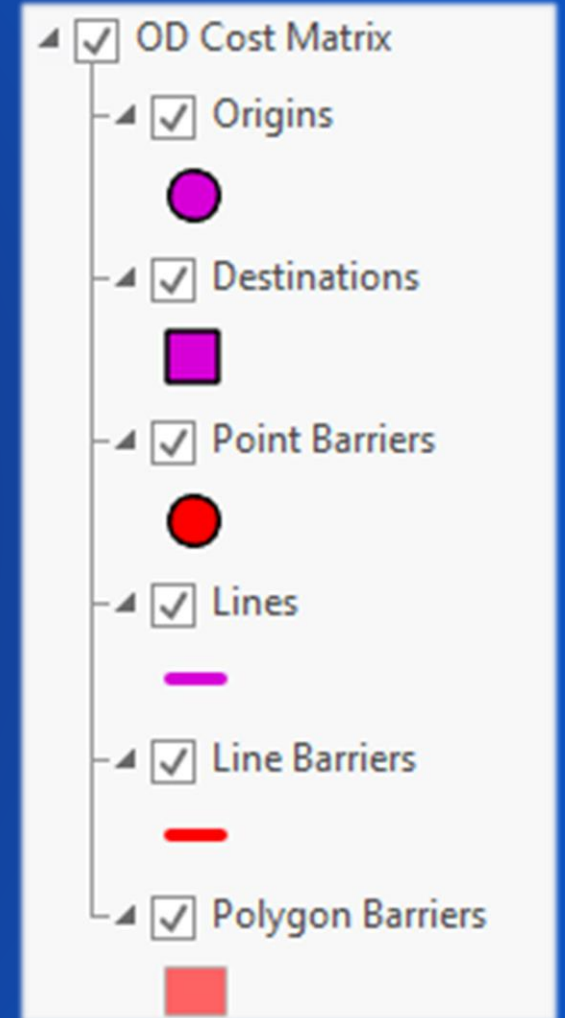 OD Cost Matrix
Origins
Destinations
Point Barriers
Lines
Line Barriers
Polygon Barriers